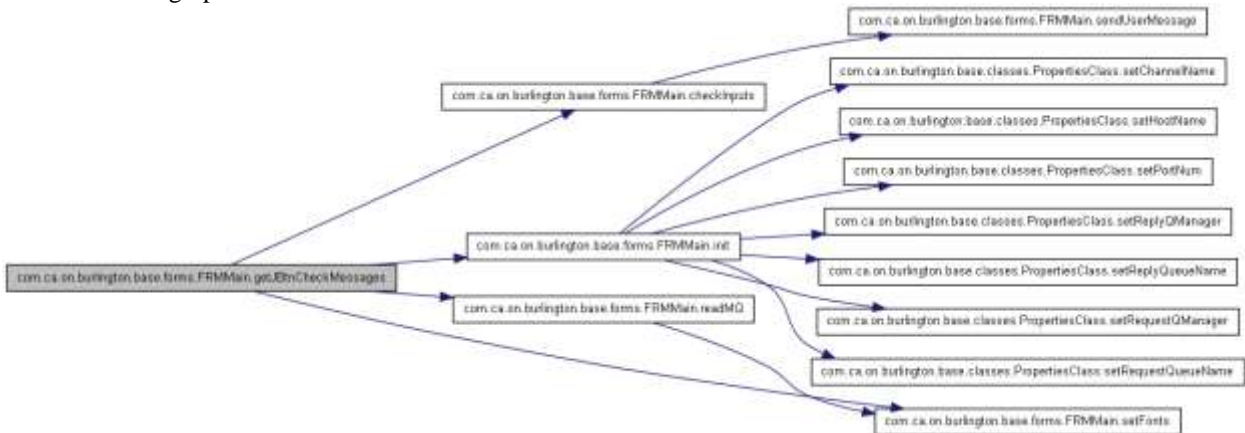 com.ca.on.burlington.base.forms.FRMMain.sendUserMessage
com.ca.on.burlington.base.classes.PropertiesClass.setChannelName
com.ca.on.burlington.base.forms.FRMMain.checkInputs
com.ca.on.burlington.base.classes.PropertiesClass.setHostName
com.ca.on.burlington.base.classes.PropertiesClass.setPortNum
com.ca.on.burlington.base.classes.PropertiesClass.setReplyQManager
com.ca.on.burlington.base.forms.FRMMain.init
com.ca.on.burlington.base.forms.FRMMain.getJBtnCheckMessages
com.ca.on.burlington.base.classes.PropertiesClass.setReplyQueueName
com.ca.on.burlington.base.forms.FRMMain.readMQ
com.ca.on.burlington.base.classes.PropertiesClass.setRequestQManager
com.ca.on.burlington.base.classes.PropertiesClass.setRequestQueueName
com.ca.on.burlington.base.forms.FRMMain.setFonts